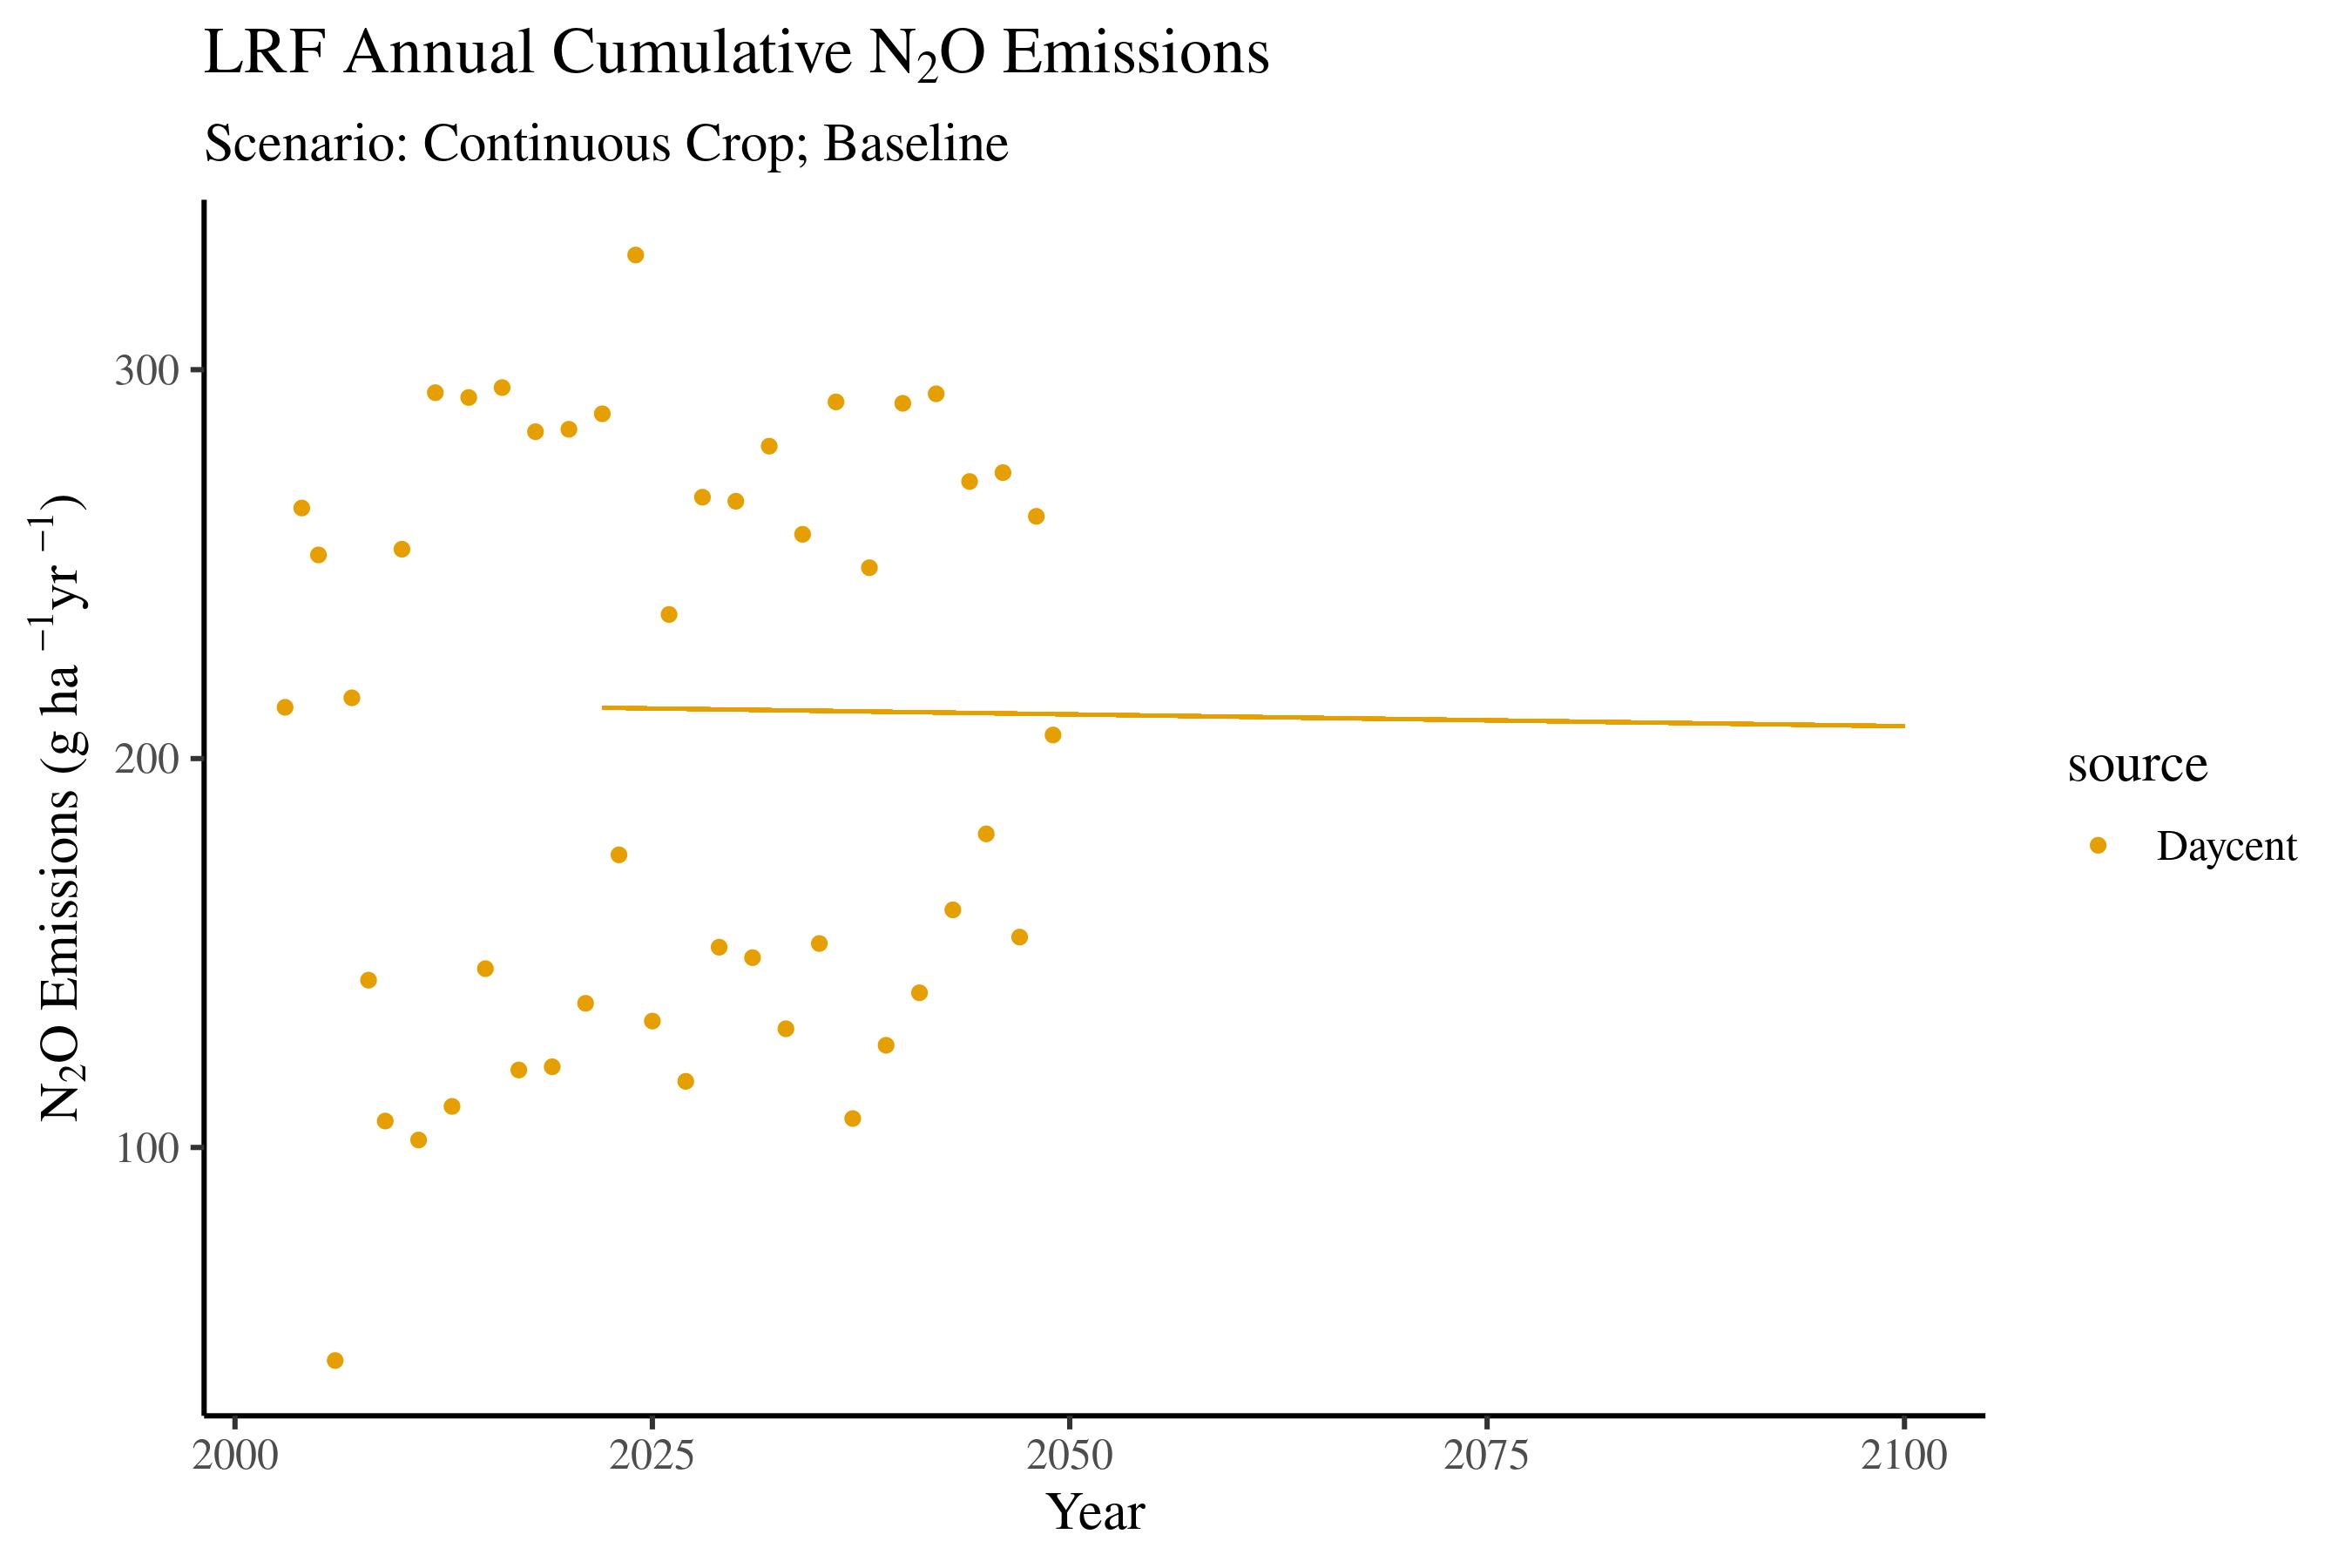 LRF Annual Cumulative N₂O Emissions
Scenario: Continuous Crop; Baseline
N₂O Emissions (g ha⁻¹yr⁻¹)
300
200
100
2000 2025 2050 2075 2100
Year
source
Daycent